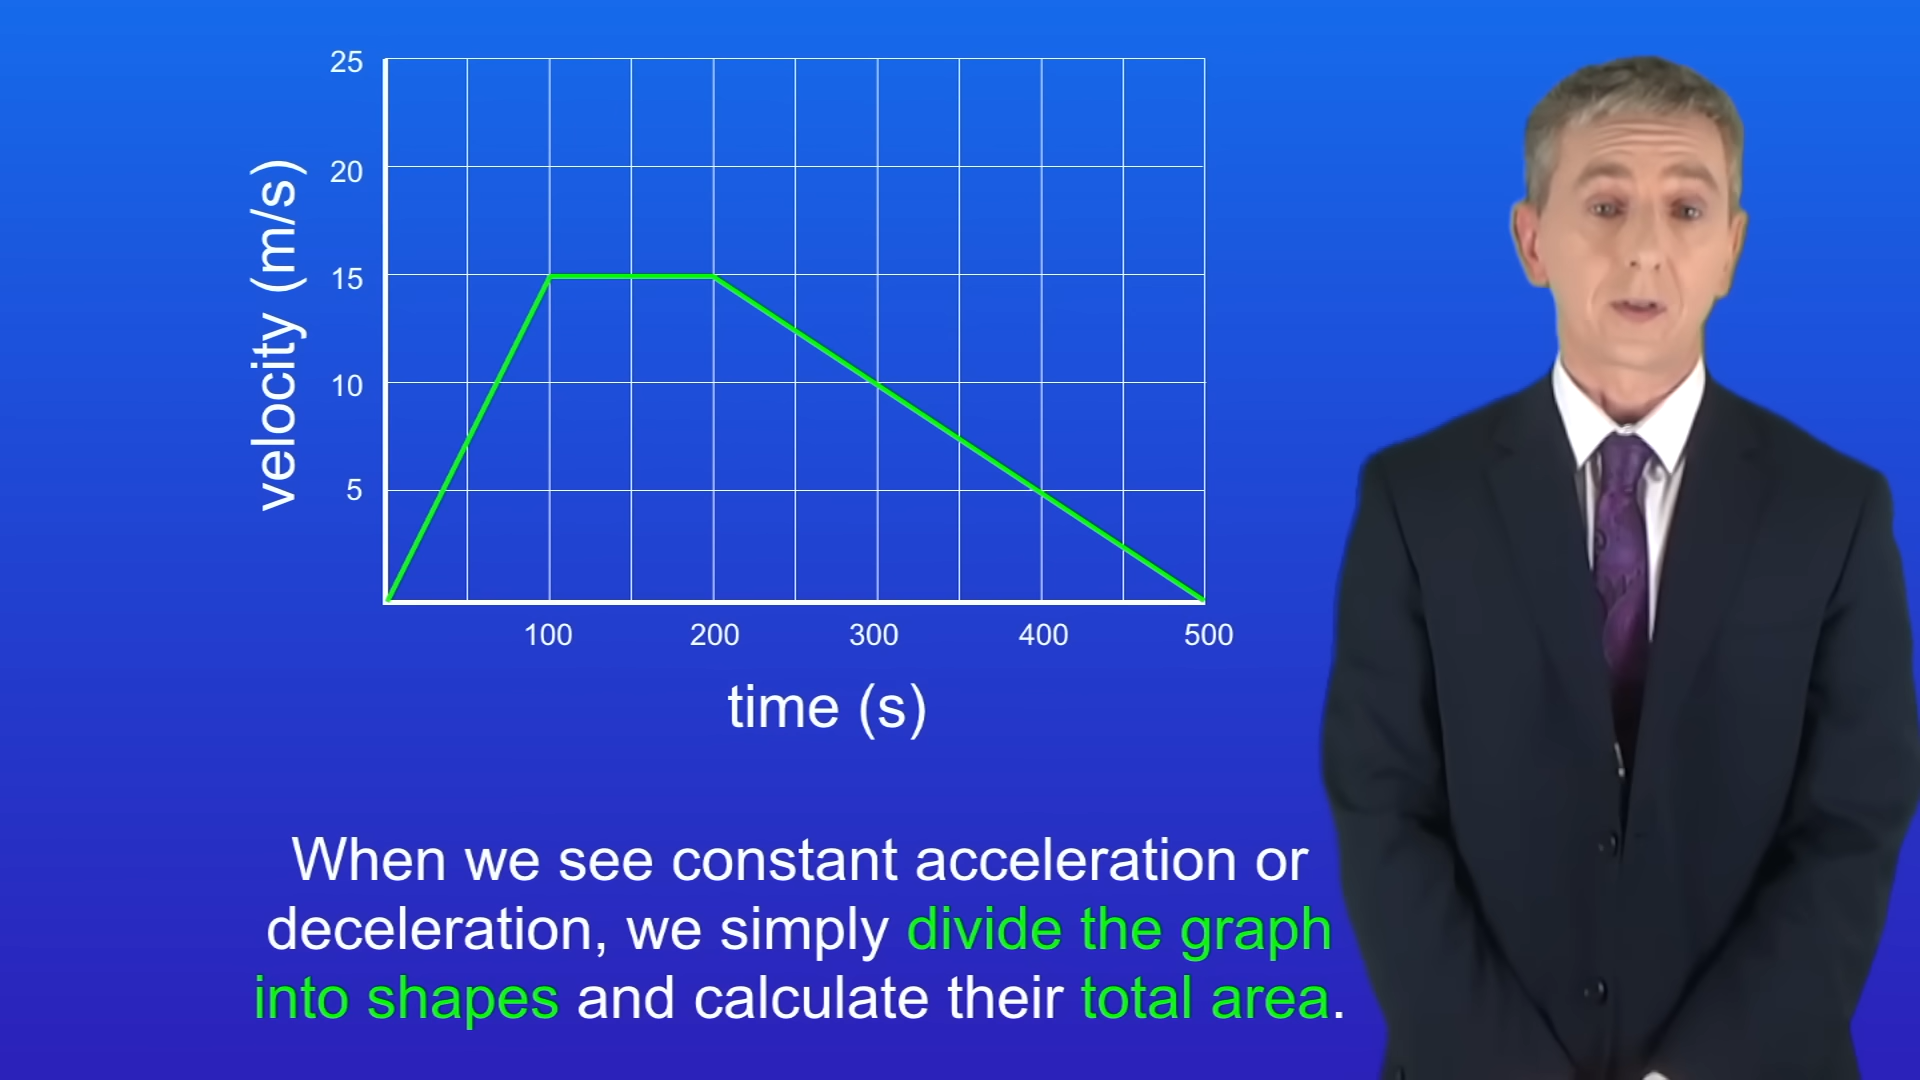 25
20
15
10
5
velocity (m/s)
100 200 300 400 500
time (s)
When we see constant acceleration or
deceleration, we simply divide the graph
into shapes and calculate their total area.